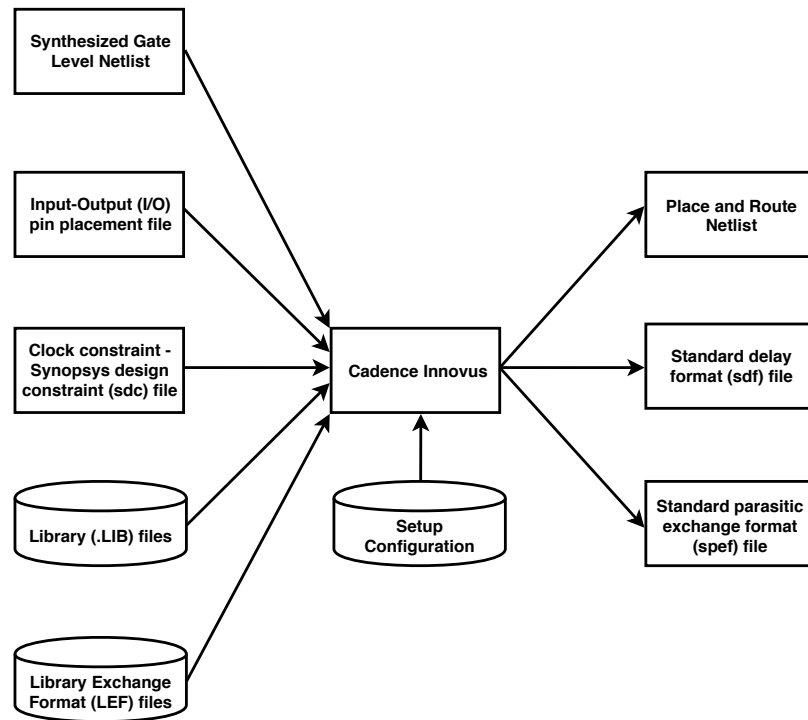 Synthesized Gate
Level Netlist
Input-Output (I/O)
pin placement file
Clock constraint -
Synopsys design
constraint (sdc) file
Library (.LIB) files
Library Exchange
Format (LEF) files
Cadence Innovus
Setup
Configuration
Place and Route
Netlist
Standard delay
format (sdf) file
Standard parasitic
exchange format
(spef) file